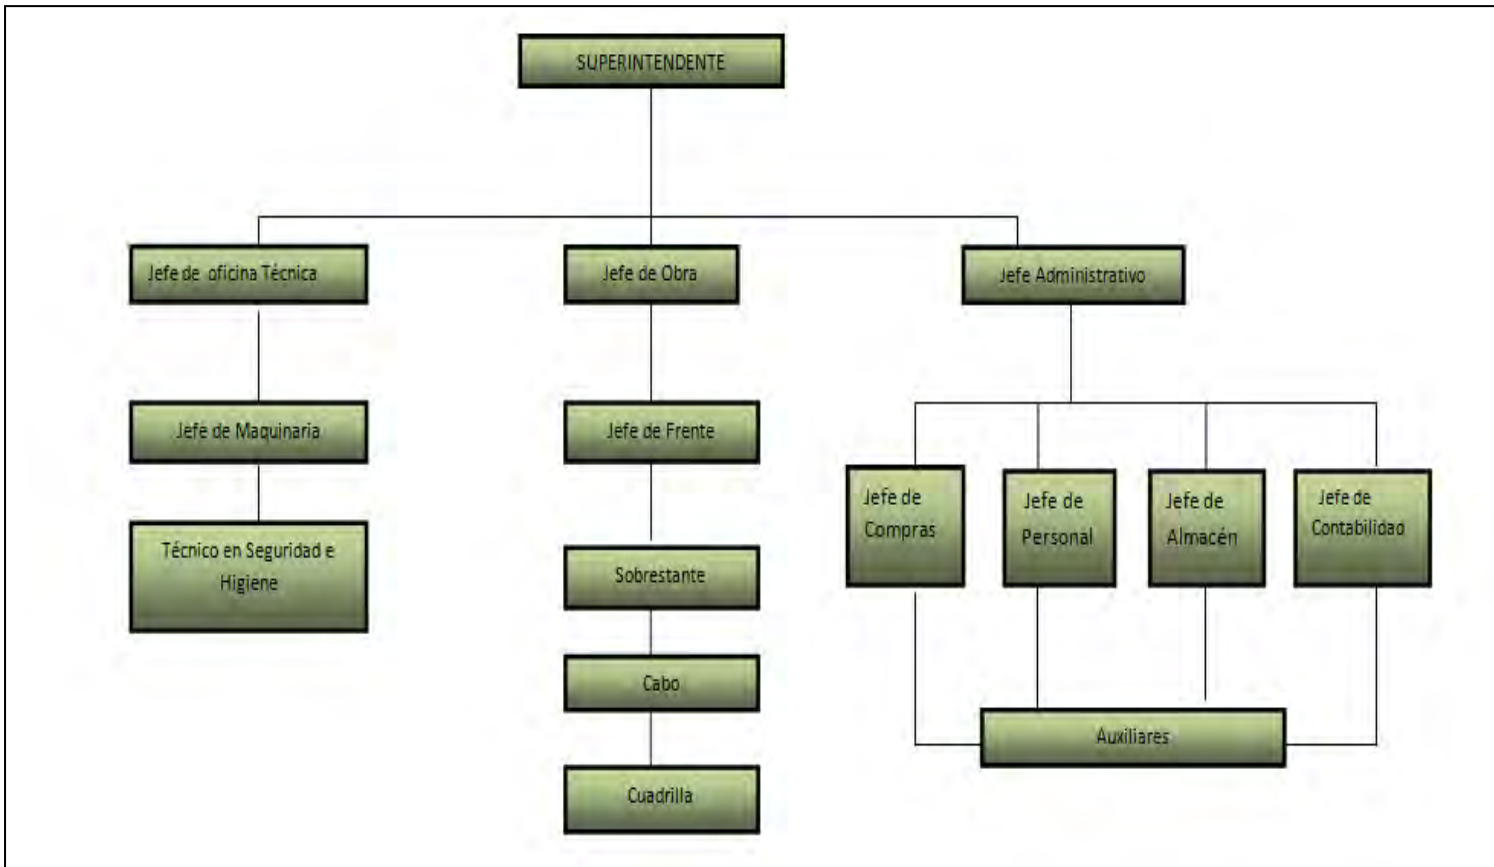 SUPERINTENDENTE
Jefe de oficina Técnica
Jefe de Obra
Jefe Administrativo
Jefe de Maquinaria
Jefe de Frente
Jefe de
Compras
Jefe de
Personal
Jefe de
Almacén
Jefe de
Contabilidad
Técnico en Seguridad e
Higiene
Sobrestante
Cabo
Auxiliares
Cuadrilla